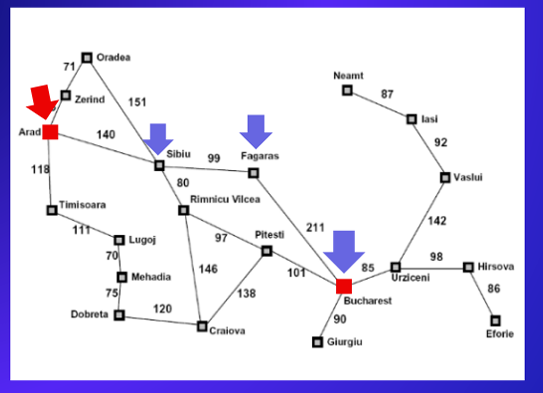 Oradea
71
Neamt
Zerind
87
151
Iasi
Arad
140
92
Sibiu
Fagaras
99
118
80
Vaslui
Timisoara
Rimnicu Vilcea
111
211
142
Lugoj
97
Pitesti
70
98
Hirsova
146
101
85
Mehadia
Urziceni
75
138
86
Bucharest
120
Dobreta
90
Craiova
Eforie
Giurgiu